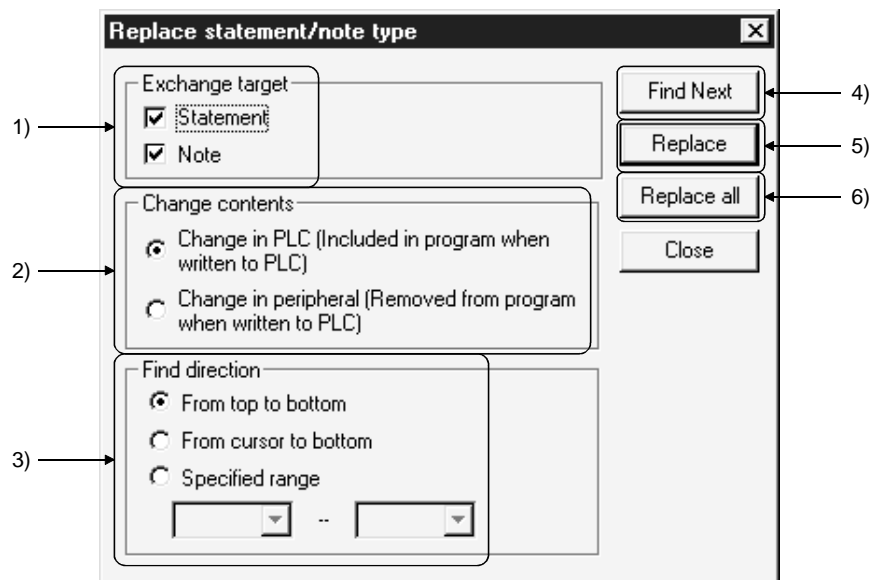 Replace statement/note type
Exchange target
1)
Statement
Note
Find Next
4)
Replace
5)
Replace all
6)
Close
Change contents
2)
Change in PLC (Included in program when
written to PLC)
Change in peripheral (Removed from program
when written to PLC)
Find direction
3)
From top to bottom
From cursor to bottom
Specified range
--